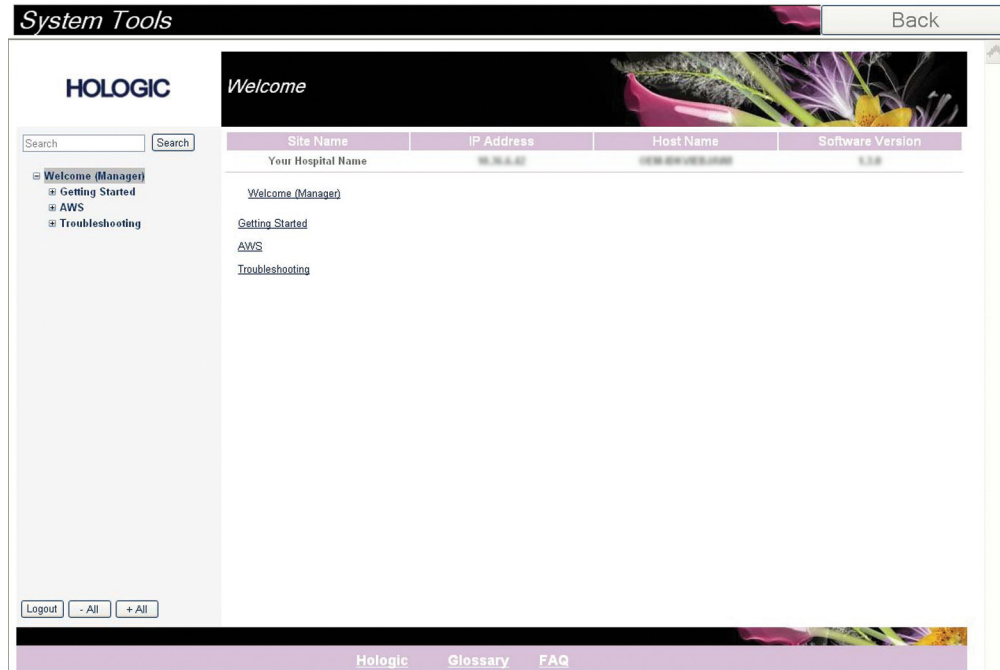 System Tools
Back
HOLOGIC
Welcome
Search
Search
Site Name
IP Address
Host Name
Software Version
Your Hospital Name
Welcome (Manager)
Getting Started
AWS
Troubleshooting
Welcome (Manager)
Getting Started
AWS
Troubleshooting
Logout
- All
+ All
Hologic
Glossary
FAQ